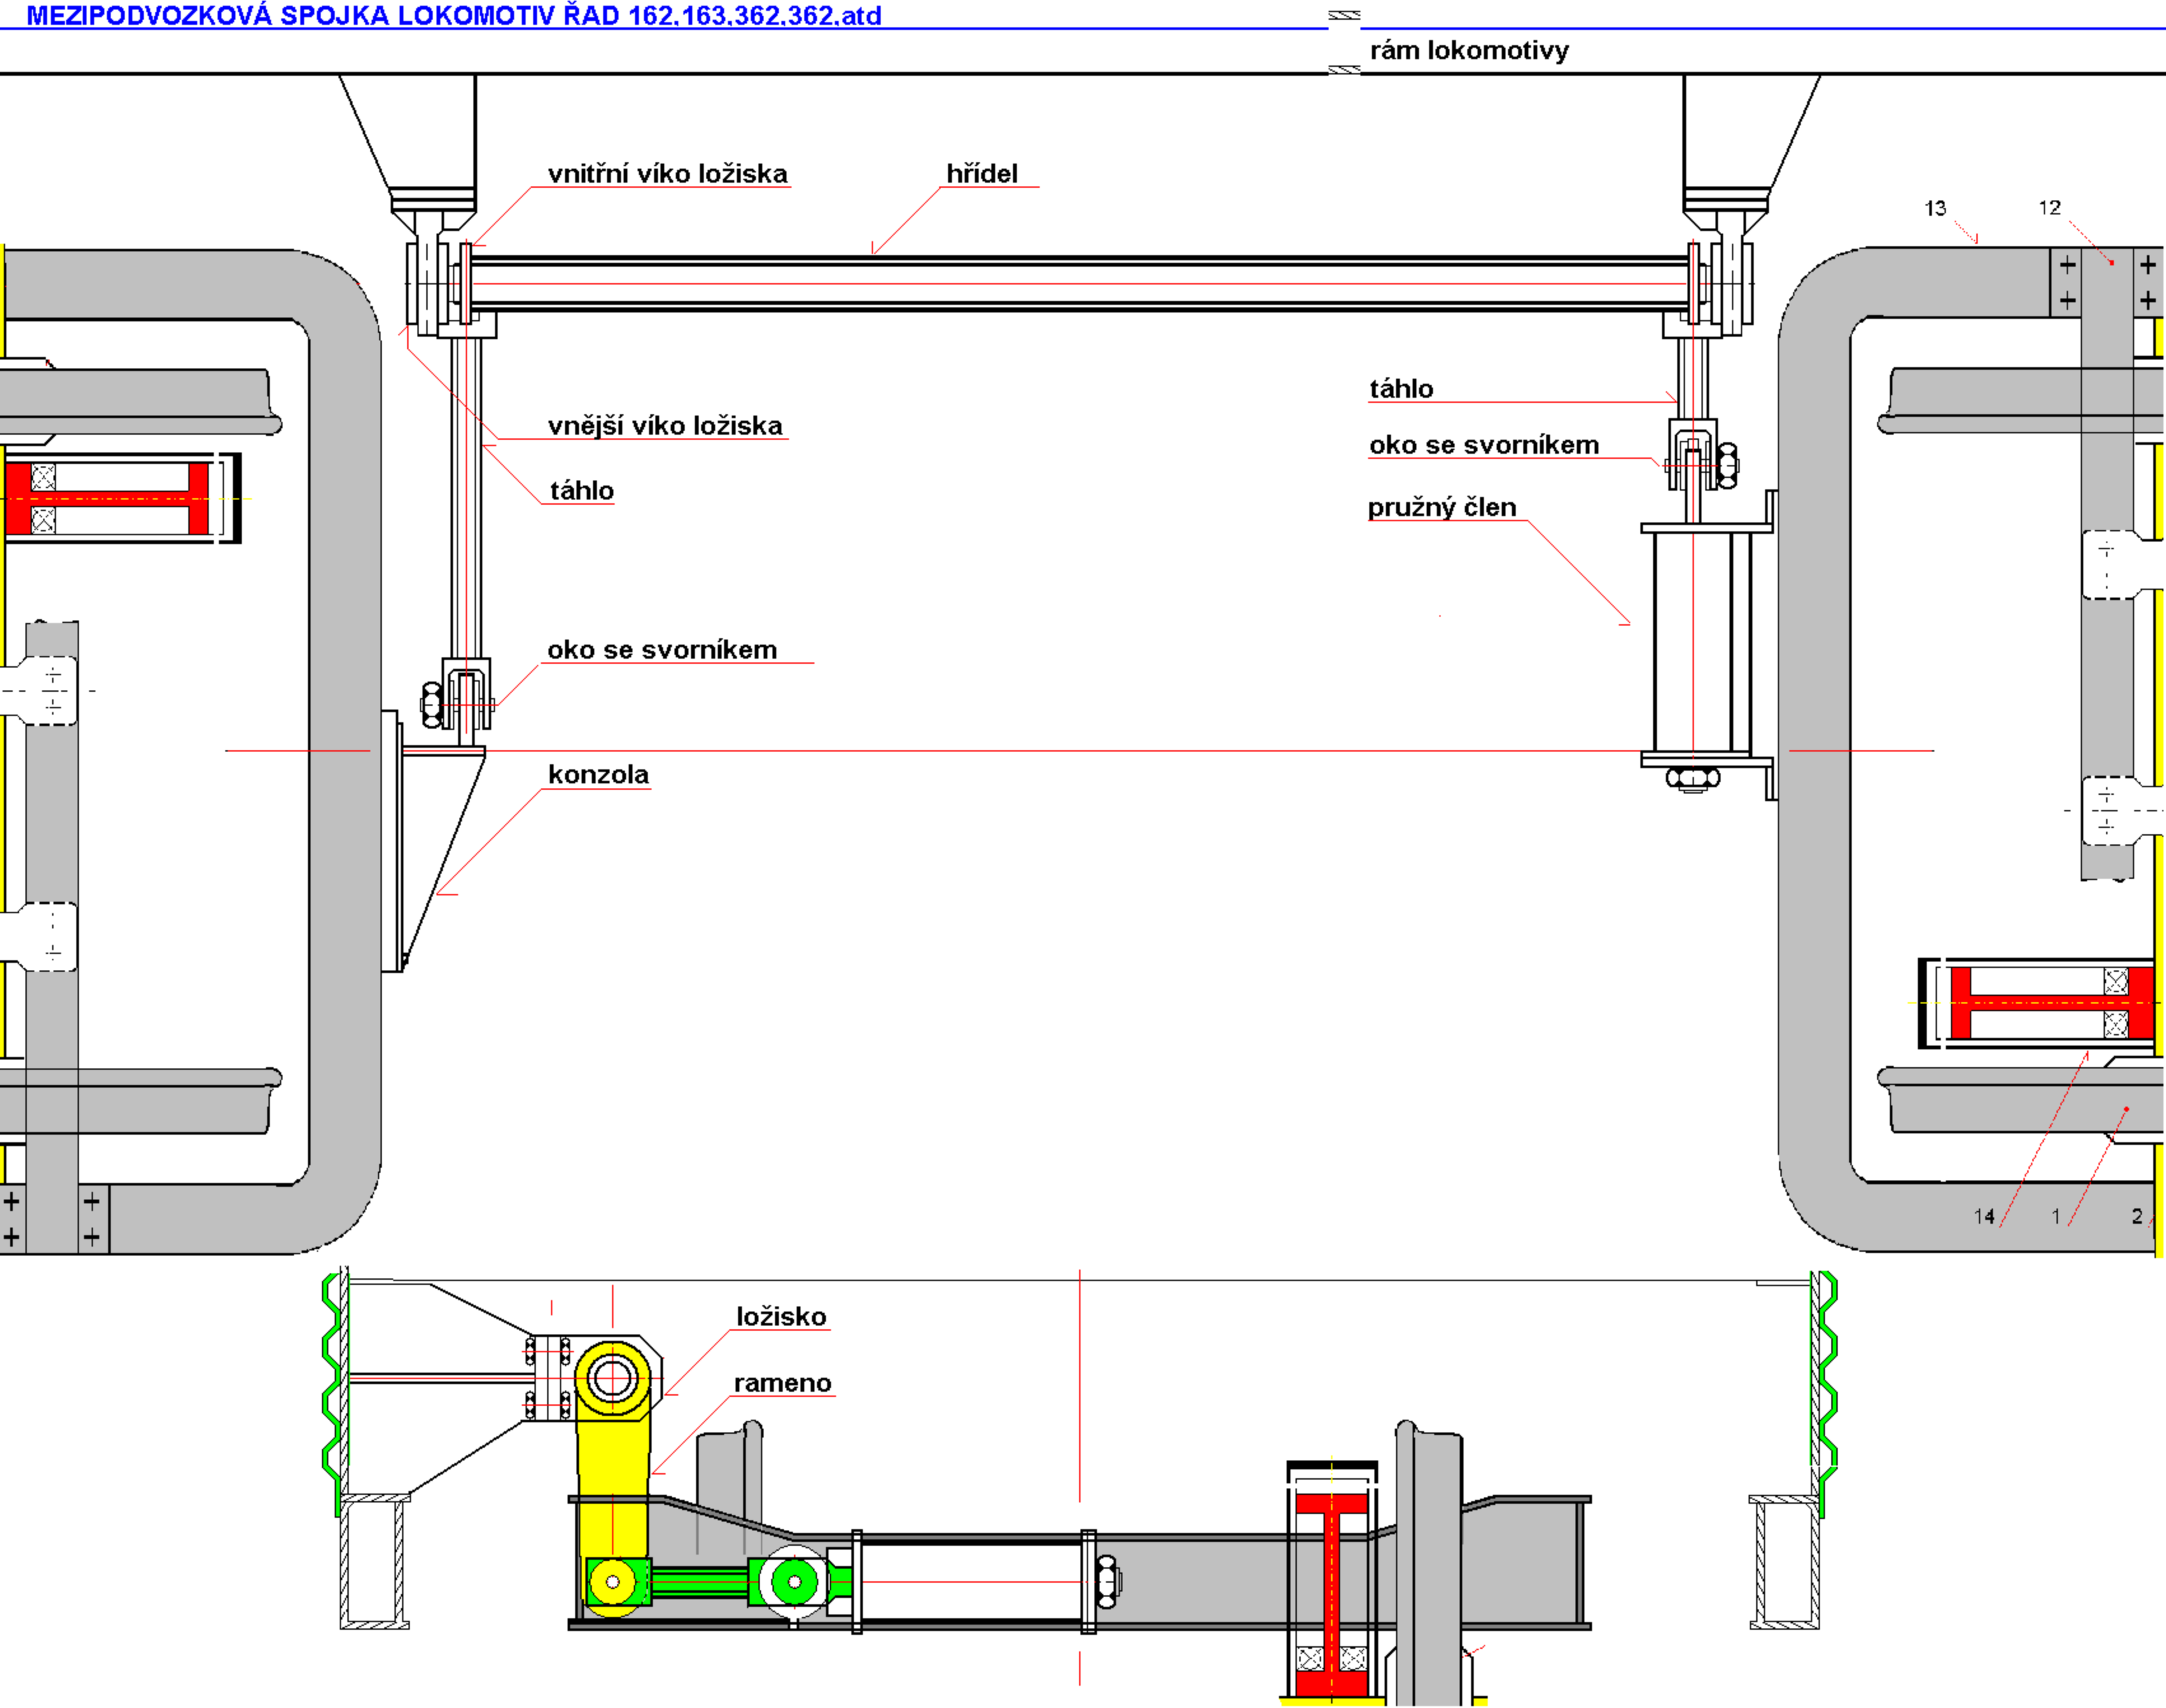 MEZIPODVOZKOVÁ SPOJKA LOKOMOTIV ŘAD 162,163,362,362,atd
rám lokomotivy
vnitřní víko ložiska
hřídel
13
12
táhlo
vnější víko ložiska
oko se svorníkem
táhlo
pružný člen
oko se svorníkem
konzola
14
1
2
ložisko
rameno